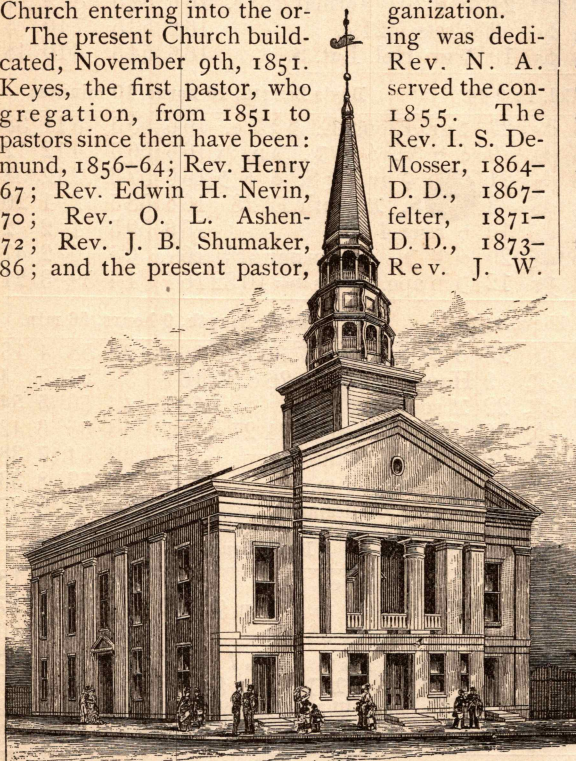 Church entering into the or- ganization.
The present Church build- ing was dedi-
cated, November 9th, 1851. Rev. N. A.
Keyes, the first pastor, who served the con-
gregation, from 1851 to 1855. The
pastors since then have been: Rev. I. S. De-
mund, 1856–64; Rev. Henry Mosser, 1864–
67; Rev. Edwin H. Nevin, D. D., 1867–
70; Rev. O. L. Ashen- felter, 1871–
72; Rev. J. B. Shumaker, D. D., 1873–
86; and the present pastor, Rev. J. W.